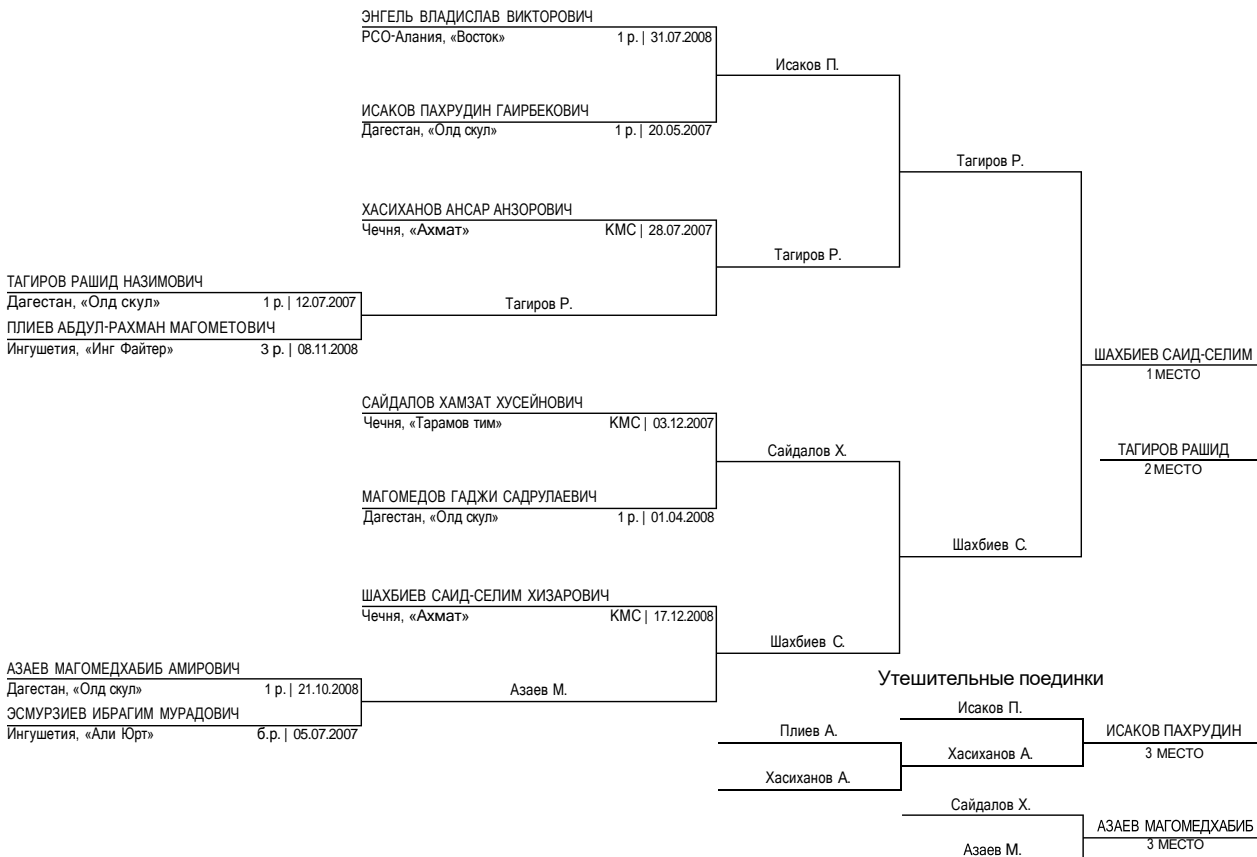 ЭНГЕЛЬ ВЛАДИСЛАВ ВИКТОРОВИЧ
РСО-Алания, «Восток» 1 р. | 31.07.2008
Исаков П.
ИСАКОВ ПАХРУДИН ГАИРБЕКОВИЧ
Дагестан, «Олд скул» 1 р. | 20.05.2007
Тагиров Р.
ХАСИХАНОВ АНСАР АНЗОРОВИЧ
Чечня, «Ахмат» КМС | 28.07.2007
Тагиров Р.
ТАГИРОВ РАШИД НАЗИМОВИЧ
Дагестан, «Олд скул» 1 р. | 12.07.2007
Тагиров Р.
ПЛИЕВ АБДУЛ-РАХМАН МАГОМЕТОВИЧ
Ингушетия, «Инг Файтер» 3 р. | 08.11.2008
ШАХБИЕВ САИД-СЕЛИМ
1 МЕСТО
САЙДАЛОВ ХАМЗАТ ХУСЕЙНОВИЧ
Чечня, «Тарамов тим» КМС | 03.12.2007
Сайдалов Х.
ТАГИРОВ РАШИД
2 МЕСТО
МАГОМЕДОВ ГАДЖИ САДРУЛАЕВИЧ
Дагестан, «Олд скул» 1 р. | 01.04.2008
Шахбиев С.
ШАХБИЕВ САИД-СЕЛИМ ХИЗАРОВИЧ
Чечня, «Ахмат» КМС | 17.12.2008
Шахбиев С.
АЗАЕВ МАГОМЕДХАБИБ АМИРОВИЧ
Дагестан, «Олд скул» 1 р. | 21.10.2008
Азаев М.
ЭСМУРЗИЕВ ИБРАГИМ МУРАДОВИЧ
Ингушетия, «Али Юрт» б.р. | 05.07.2007
Утешительные поединки
Исаков П.
Плиев А.
ИСАКОВ ПАХРУДИН
3 МЕСТО
Хасиханов А.
Хасиханов А.
Сайдалов Х.
АЗАЕВ МАГОМЕДХАБИБ
3 МЕСТО
Азаев М.